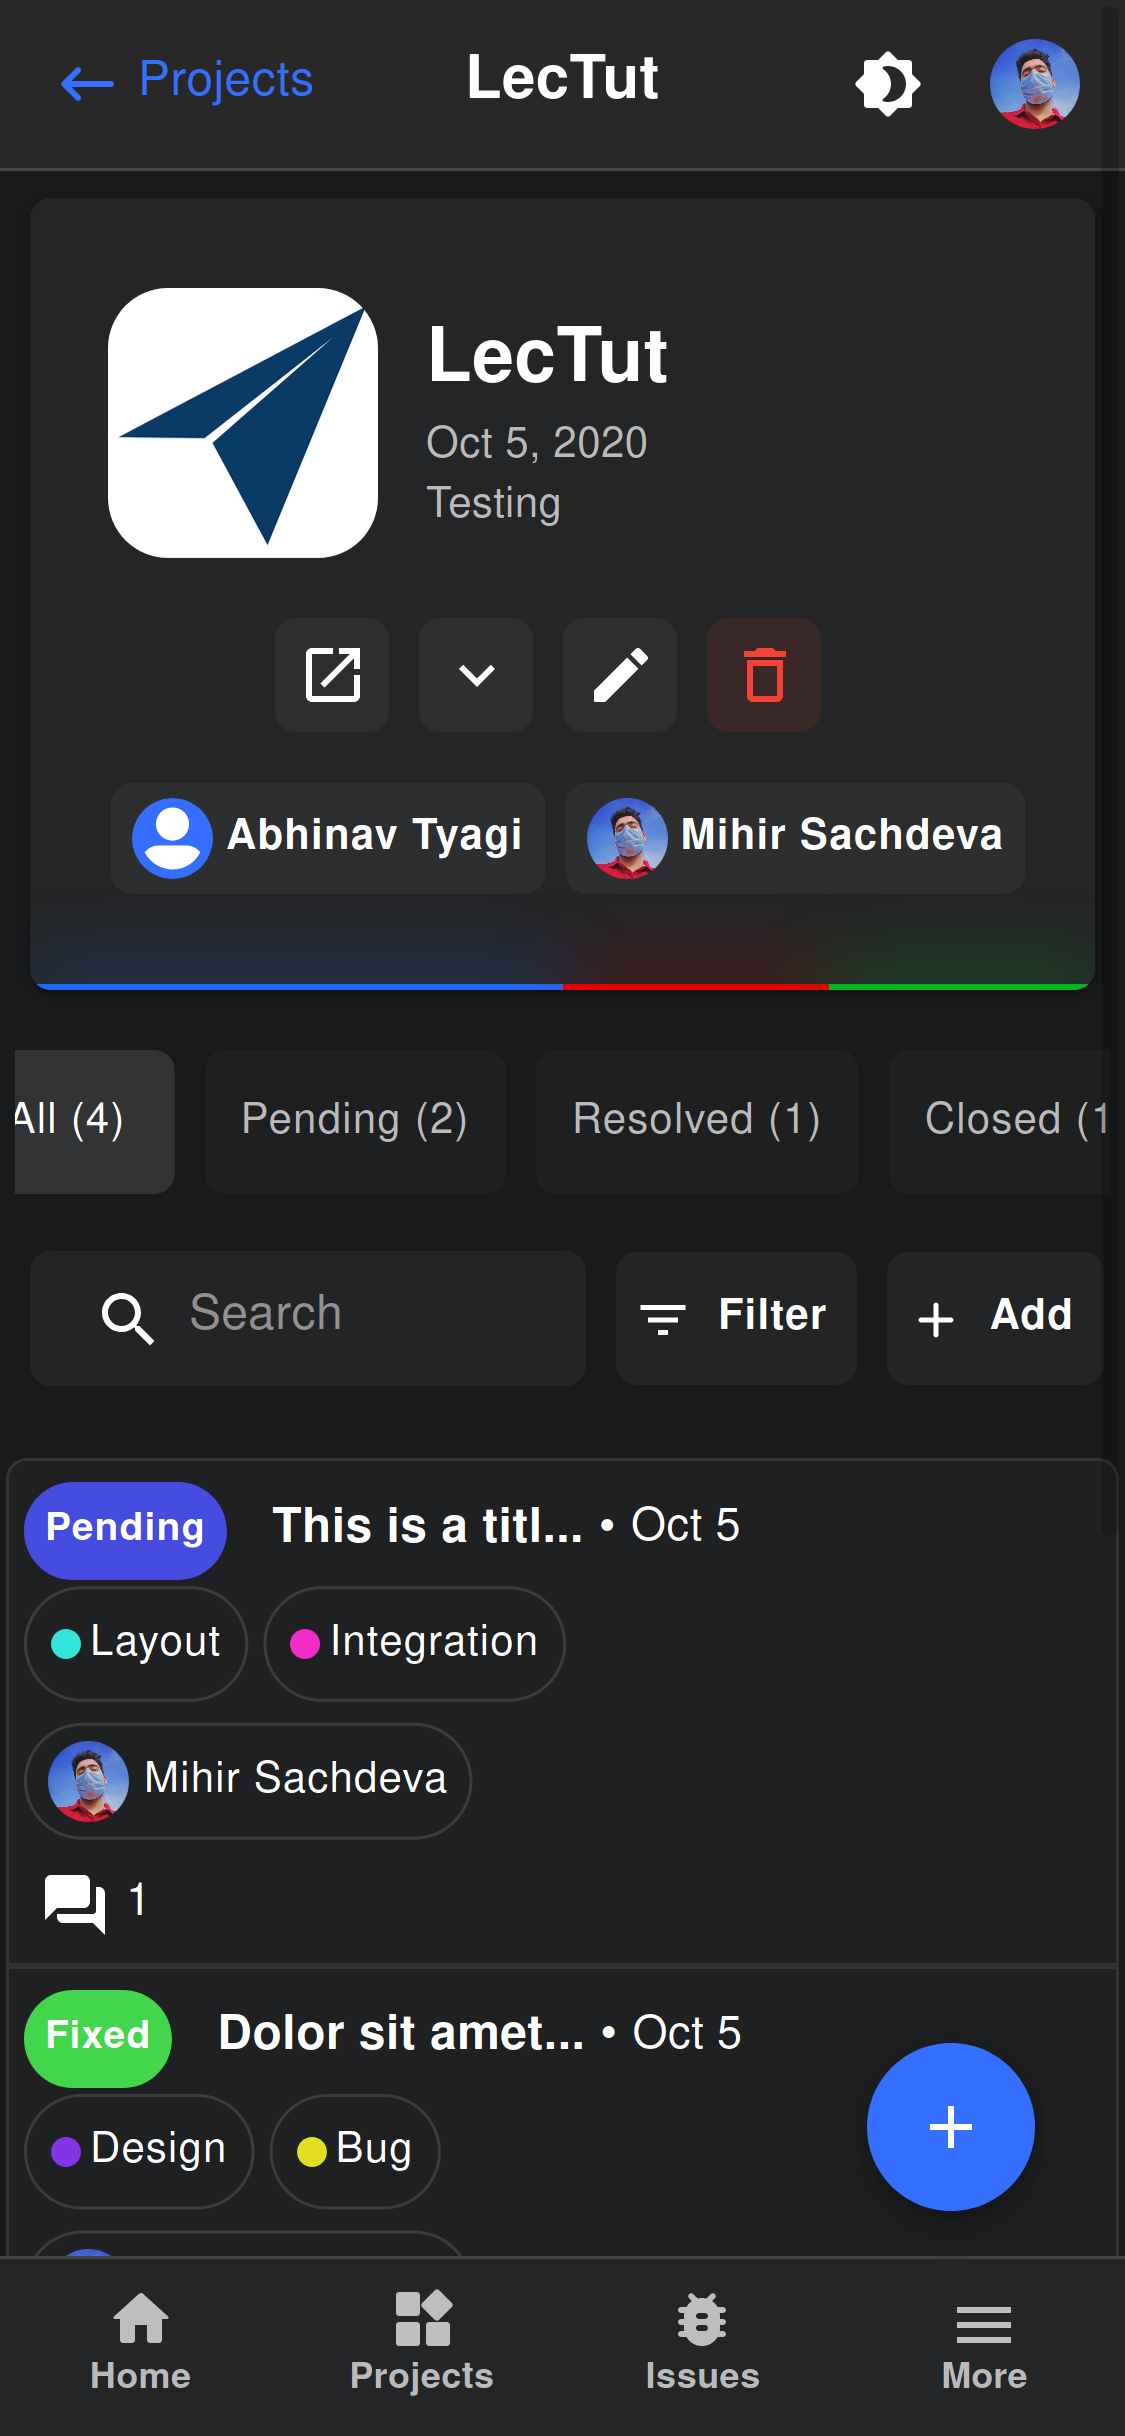 Projects
LecTut
LecTut
Oct 5, 2020
Testing
Abhinav Tyagi
Mihir Sachdeva
All (4)
Pending (2)
Resolved (1)
Closed (1
Search
Filter
Add
Pending
This is a titl... • Oct 5
Layout
Integration
Mihir Sachdeva
1
Fixed
Dolor sit amet... • Oct 5
Design
Bug
Home
Projects
Issues
More